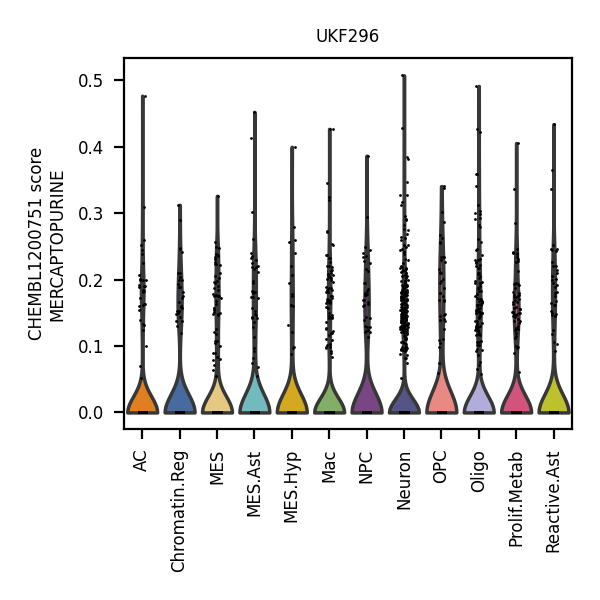 UKF296
CHEMBL1200751 score
MERCAPTOPURINE
0.5
0.4
0.3
0.2
0.1
0.0
AC
Chromatin.Reg
MES
MES.Ast
MES.Hyp
Mac
NPC
Neuron
OPC
Oligo
Prolif.Metab
Reactive.Ast